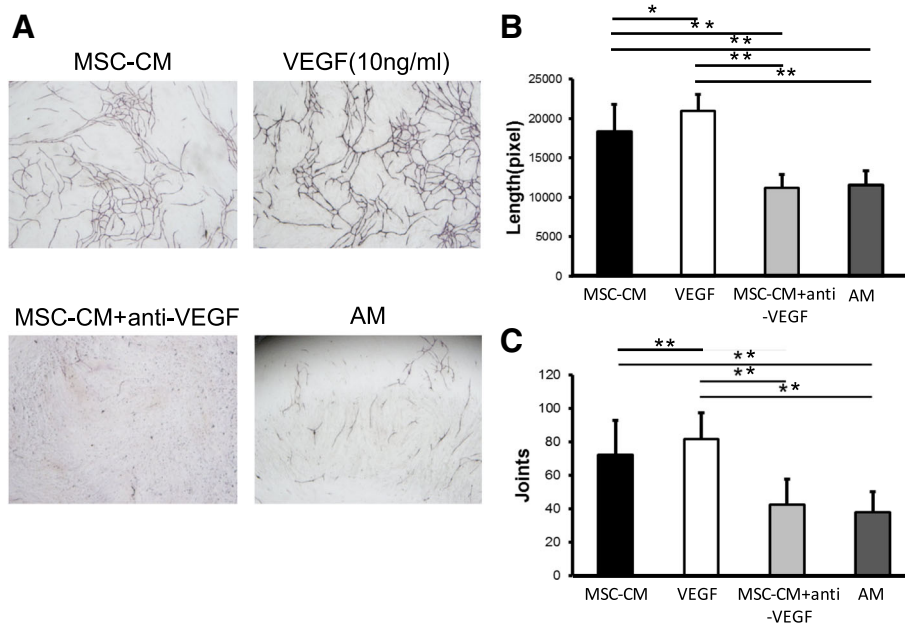 A
MSC-CM
VEGF(10ng/ml)
MSC-CM+anti-VEGF
AM
B
*
**
**
**
**
25000
20000
15000
10000
5000
0
Length(pixel)
MSC-CM
VEGF
MSC-CM+anti
-VEGF
AM
C
**
**
**
**
120
100
80
60
40
20
0
Joints
MSC-CM
VEGF
MSC-CM+anti
-VEGF
AM